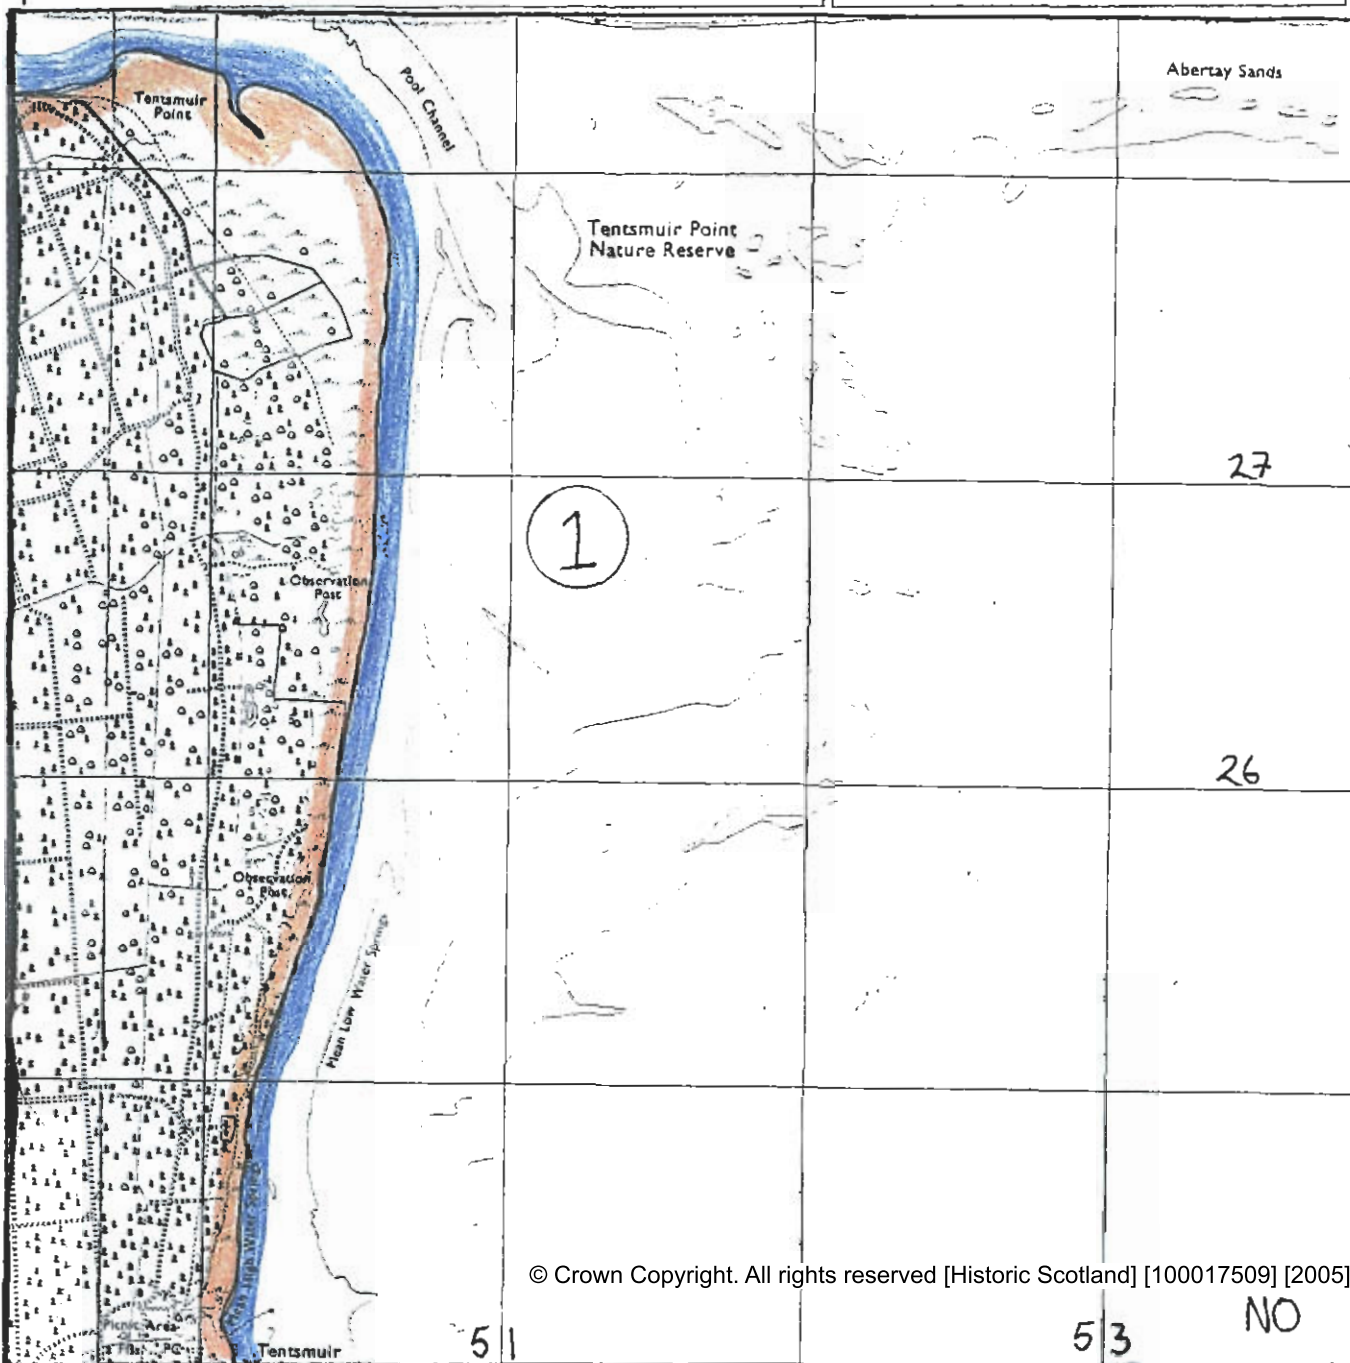 Abertay Sands
Pool Channel
Tentsmuir
Point
Tentsmuir Point
Nature Reserve
27
1
Observation
Post
26
Observation
Post
Mean Low Water Springs
Mean High Water Springs
© Crown Copyright. All rights reserved [Historic Scotland] [100017509] [2005]
NO
Picnic Area
PC
51
53
Tentsmuir